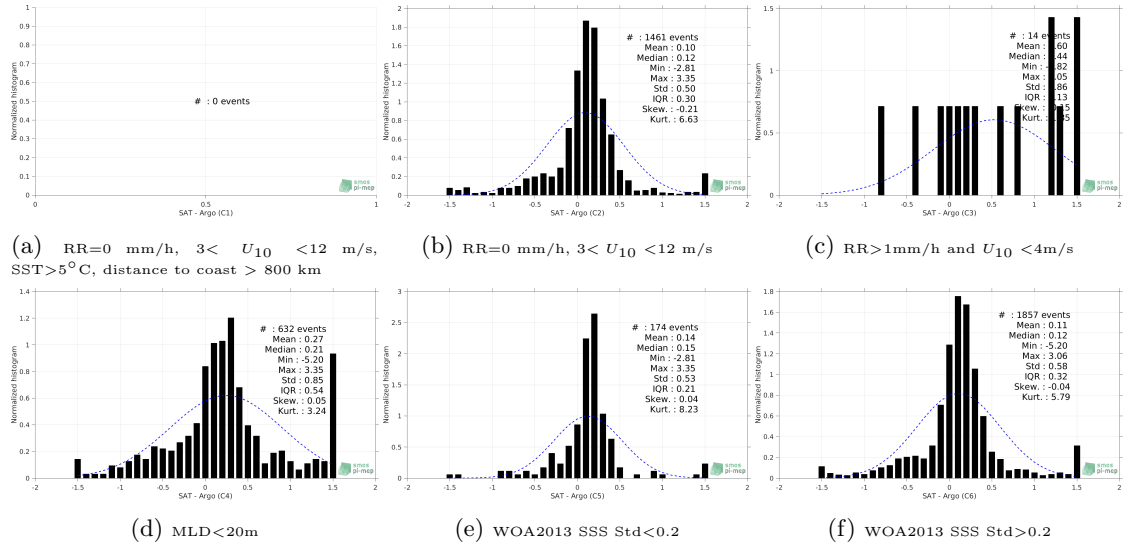 1
0.9
0.8
0.7
0.6
0.5
0.4
0.3
0.2
0.1
0
Normalized histogram
# : 0 events
0 0.5 1
SAT - Argo (C1)
smos
pi-mep
(a) RR=0 mm/h, 3< U10 <12 m/s,
SST>5°C, distance to coast > 800 km
2
1.8
1.6
1.4
1.2
1
0.8
0.6
0.4
0.2
0
Normalized histogram
# : 1461 events
Mean : 0.10
Median : 0.12
Min : -2.81
Max : 3.35
Std : 0.50
IQR : 0.30
Skew. : -0.21
Kurt. : 6.63
-2 -1.5 -1 -0.5 0 0.5 1 1.5 2
SAT - Argo (C2)
smos
pi-mep
(b) RR=0 mm/h, 3< U10 <12 m/s
1.5
1
0.5
0
Normalized histogram
# : 14 events
Mean :
Median :
Min :
Max :
Std :
IQR :
Kurt. :
-2 -1.5 -1 -0.5 0 0.5 1 1.5 2
SAT - Argo (C3)
smos
pi-mep
(c) RR>1mm/h and U10 <4m/s
1.4
1.2
1
0.8
0.6
0.4
0.2
0
Normalized histogram
# : 632 events
Mean : 0.27
Median : 0.21
Min : -5.20
Max : 3.35
Std : 0.85
IQR : 0.54
Skew. : 0.05
Kurt. : 3.24
-2 -1.5 -1 -0.5 0 0.5 1 1.5 2
SAT - Argo (C4)
smos
pi-mep
(d) MLD<20m
3
2.5
2
1.5
1
0.5
0
Normalized histogram
# : 174 events
Mean : 0.14
Median : 0.15
Min : -2.81
Max : 3.35
Std : 0.53
IQR : 0.21
Skew. : 0.04
Kurt. : 8.23
-2 -1.5 -1 -0.5 0 0.5 1 1.5 2
SAT - Argo (C5)
smos
pi-mep
(e) WOA2013 SSS Std<0.2
1.8
1.6
1.4
1.2
1
0.8
0.6
0.4
0.2
0
Normalized histogram
# : 1857 events
Mean : 0.11
Median : 0.12
Min : -5.20
Max : 3.06
Std : 0.58
IQR : 0.32
Skew. : -0.04
Kurt. : 5.79
-2 -1.5 -1 -0.5 0 0.5 1 1.5 2
SAT - Argo (C6)
smos
pi-mep
(f) WOA2013 SSS Std>0.2